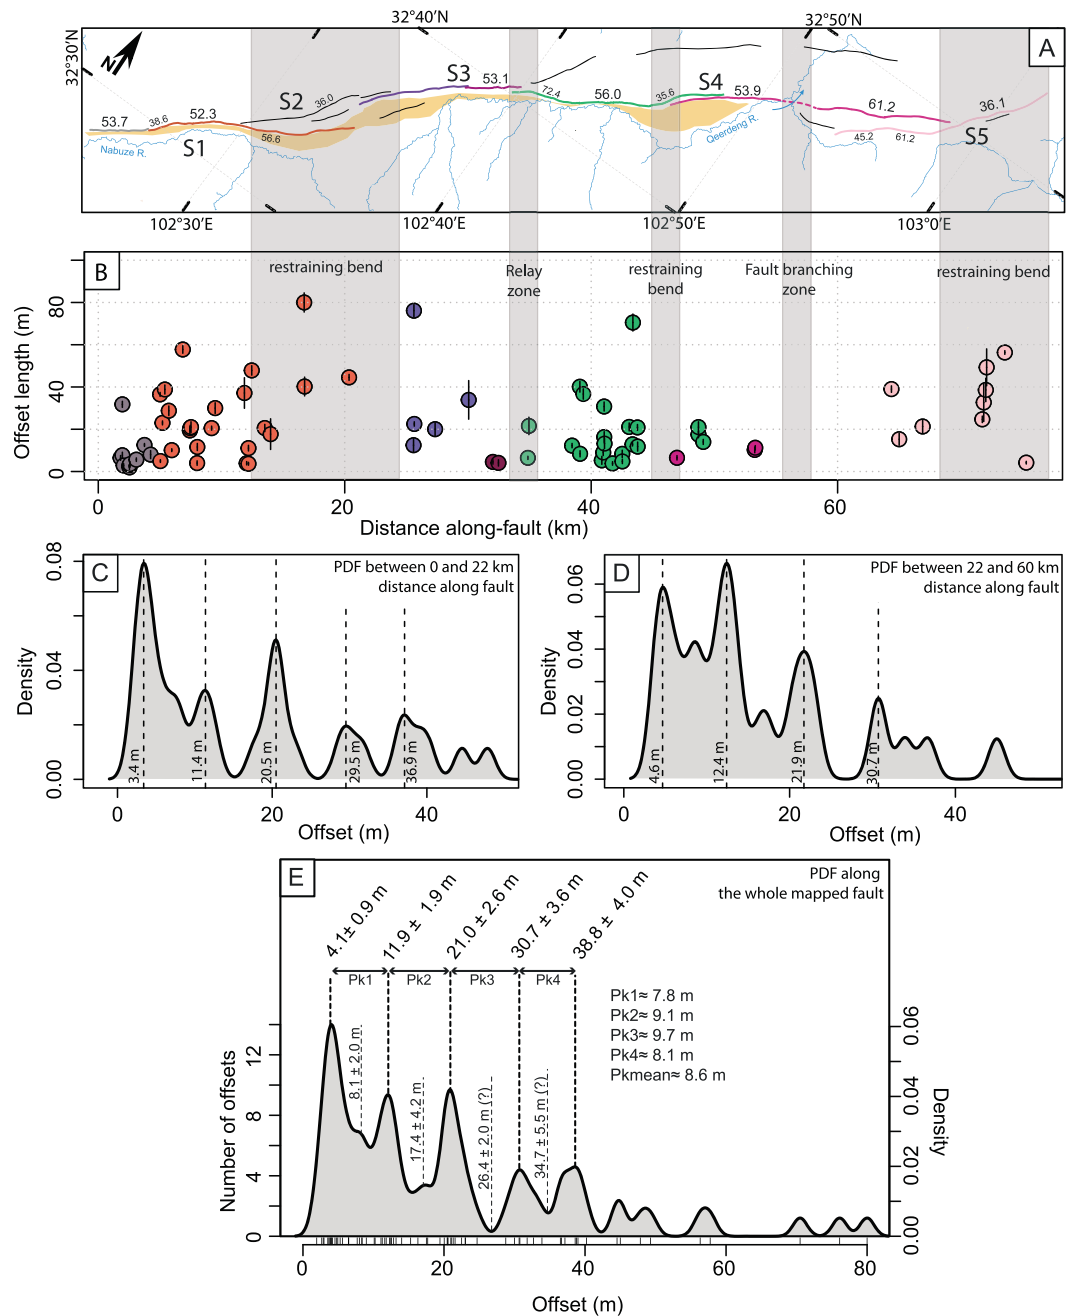 32°40′N
32°50′N
32°30′N
A
N
S3
53.1
S4
S2
36.0
72.4
56.0
35.6
53.9
61.2
36.1
53.7
38.6
52.3
56.6
S1
Nabuze R.
Qeerdeng R.
45.2
61.2
S5
102°30′E
102°40′E
102°50′E
103°0′E
B
restraining bend
Relay
zone
restraining
bend
Fault branching
zone
restraining bend
Offset length (m)
80
40
0
0
20
40
60
Distance along-fault (km)
C
PDF between 0 and 22 km
distance along fault
Density
0.08
0.04
0.00
3.4 m
11.4 m
20.5 m
29.5 m
36.9 m
0
20
40
Offset (m)
D
PDF between 22 and 60 km
distance along fault
Density
0.06
0.04
0.02
0.00
4.6 m
12.4 m
21.9 m
30.7 m
0
20
40
Offset (m)
E
PDF along
the whole mapped fault
4.1± 0.9 m
11.9 ± 1.9 m
21.0 ± 2.6 m
30.7 ± 3.6 m
38.8 ± 4.0 m
Pk1
Pk2
Pk3
Pk4
Pk1≈ 7.8 m
Pk2≈ 9.1 m
Pk3≈ 9.7 m
Pk4≈ 8.1 m
Pkmean≈ 8.6 m
8.1 ± 2.0 m
17.4 ± 4.2 m
26.4 ± 2.0 m (?)
34.7 ± 5.5 m (?)
Number of offsets
12
8
4
0
0.06
0.04
0.02
0.00
Density
0
20
40
60
80
Offset (m)